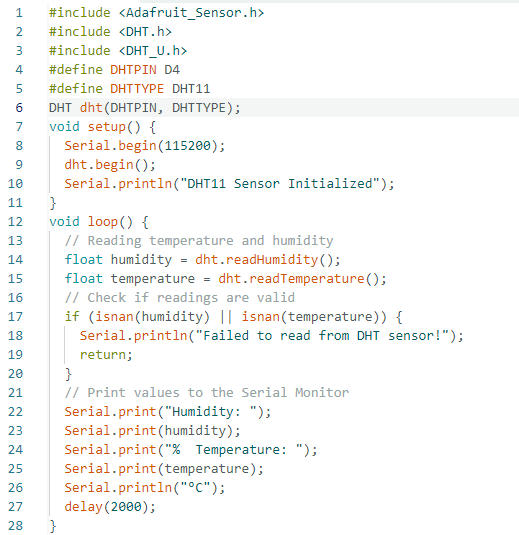 1 #include <Adafruit_Sensor.h>
2 #include <DHT.h>
3 #include <DHT_U.h>
4 #define DHTPIN D4
5 #define DHTTYPE DHT11
6 DHT dht(DHTPIN, DHTTYPE);
7 void setup() {
8   Serial.begin(115200);
9   dht.begin();
10   Serial.println("DHT11 Sensor Initialized");
11 }
12 void loop() {
13   // Reading temperature and humidity
14   float humidity = dht.readHumidity();
15   float temperature = dht.readTemperature();
16   // Check if readings are valid
17   if (isnan(humidity) || isnan(temperature)) {
18     Serial.println("Failed to read from DHT sensor!");
19     return;
20   }
21   // Print values to the Serial Monitor
22   Serial.print("Humidity: ");
23   Serial.print(humidity);
24   Serial.print("%  Temperature: ");
25   Serial.print(temperature);
26   Serial.println("°C");
27   delay(2000);
28 }